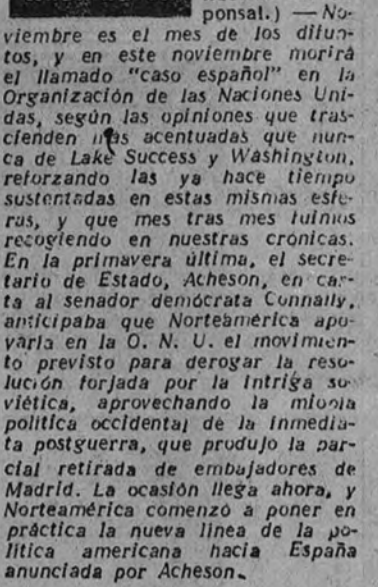 ponsal.) — No-
viembre es el mes de los difun-
tos, y en este noviembre morirá
el llamado "caso español" en la
Organización de las Naciones Uni-
das, según las opiniones que tras-
cienden más acentuadas que nun-
ca de Lake Success y Wáshington,
reforzando las ya hace tiempo
sustentadas en estas mismas esfe-
ras, y que mes tras mes fuimos
recogiendo en nuestras crónicas.
En la primavera última, el secre-
tario de Estado, Acheson, en car-
ta al senador demócrata Connally,
anticipaba que Norteamérica apo-
yaría en la O. N. U. el movimien-
to previsto para derogar la reso-
lución forjada por la intriga so-
viética, aprovechando la miopía
política occidental de la inmedia-
ta postguerra, que produjo la par-
cial retirada de embajadores de
Madrid. La ocasión llega ahora, y
Norteamérica comenzó a poner en
práctica la nueva línea de la po-
lítica americana hacia España
anunciada por Acheson.